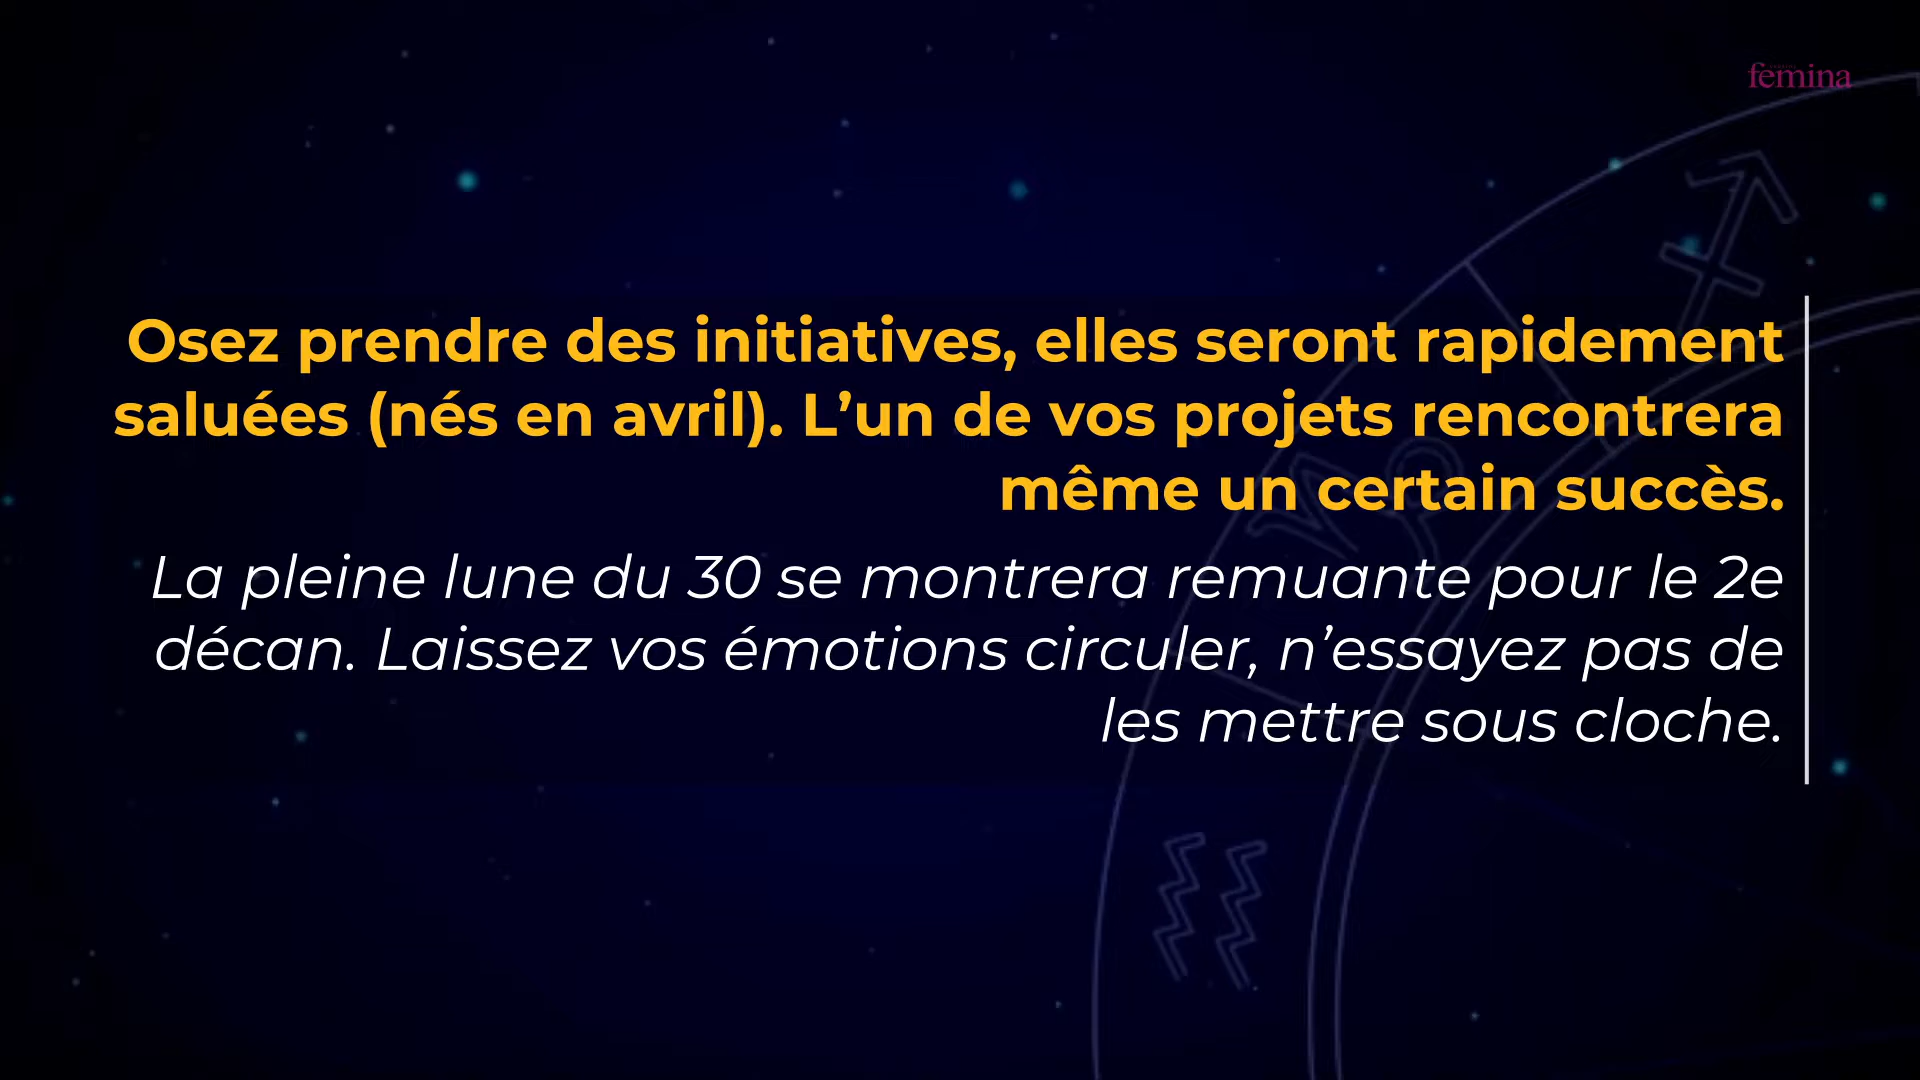 femina
Osez prendre des initiatives, elles seront rapidement
saluées (nés en avril). L’un de vos projets rencontrera
même un certain succès.
La pleine lune du 30 se montrera remuante pour le 2e
décan. Laissez vos émotions circuler, n’essayez pas de
les mettre sous cloche.